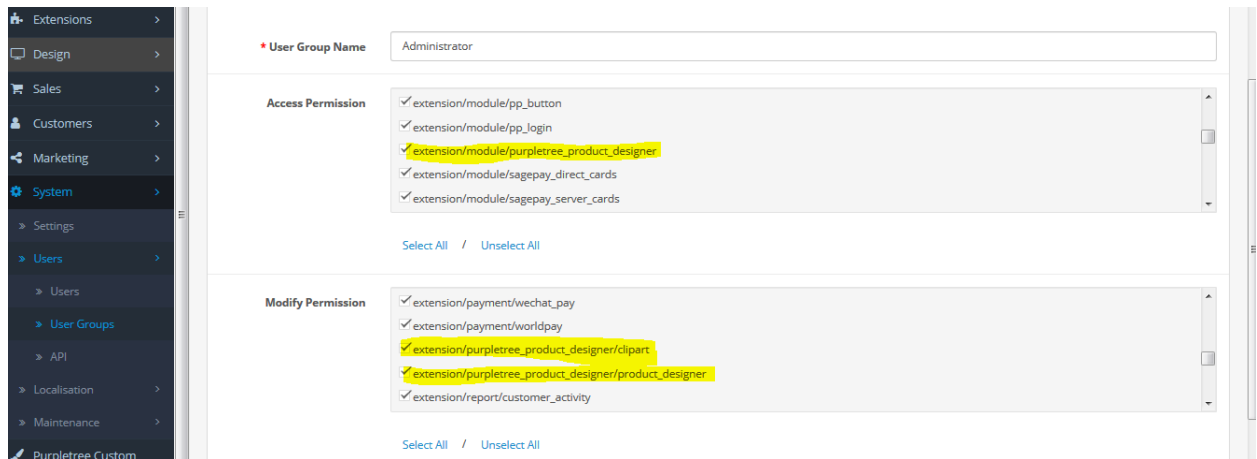 Extensions
Design
Sales
Customers
Marketing
System
» Settings
» Users
» Users
» User Groups
» API
» Localisation
» Maintenance
Purpletree Custom
* User Group Name
Administrator
Access Permission
extension/module/pp_button
extension/module/pp_login
extension/module/purpletree_product_designer
extension/module/sagepay_direct_cards
extension/module/sagepay_server_cards
Select All / Unselect All
Modify Permission
extension/payment/wechat_pay
extension/payment/worldpay
extension/purpletree_product_designer/clipart
extension/purpletree_product_designer/product_designer
extension/report/customer_activity
Select All / Unselect All